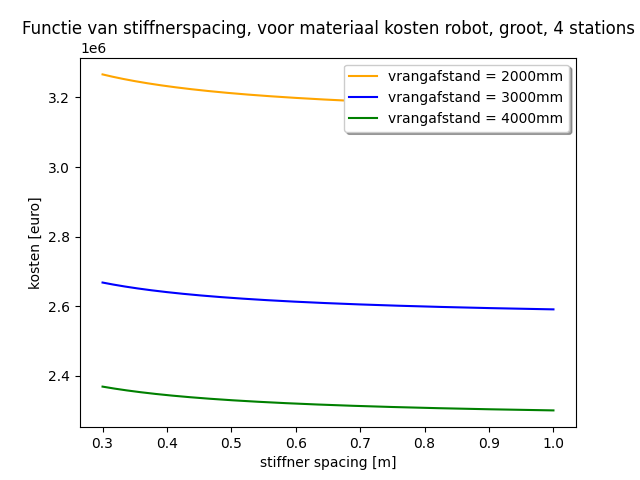 Functie van stiffnerspacing, voor materiaal kosten robot, groot, 4 stations
1e6
vrangafstand = 2000mm
vrangafstand = 3000mm
vrangafstand = 4000mm
3.2
3.0
2.8
2.6
2.4
kosten [euro]
0.3 0.4 0.5 0.6 0.7 0.8 0.9 1.0
stiffner spacing [m]